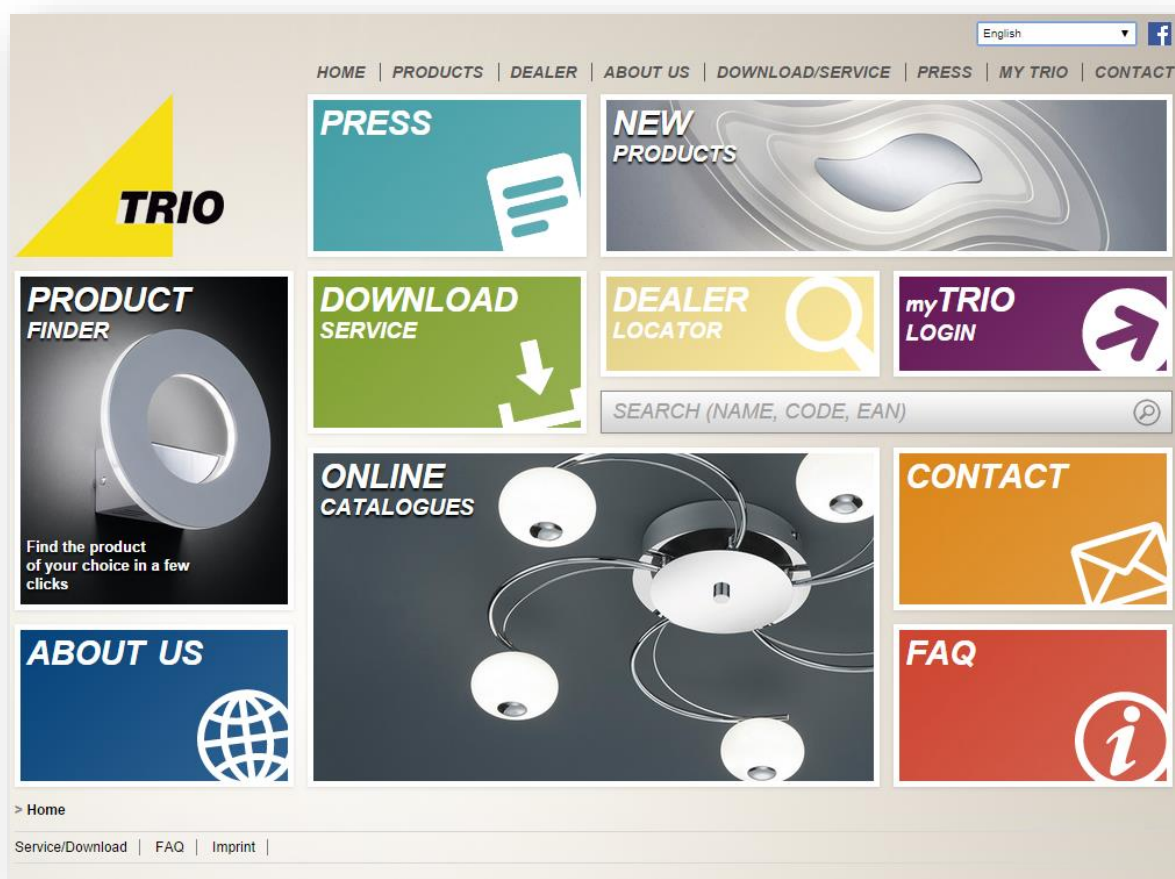 English
HOME | PRODUCTS | DEALER | ABOUT US | DOWNLOAD/SERVICE | PRESS | MY TRIO | CONTACT
TRIO
PRESS
NEW
PRODUCTS
PRODUCT
FINDER
Find the product
of your choice in a few
clicks
DOWNLOAD
SERVICE
DEALER
LOCATOR
myTRIO
LOGIN
SEARCH (NAME, CODE, EAN)
ONLINE
CATALOGUES
CONTACT
ABOUT US
FAQ
> Home
Service/Download | FAQ | Imprint |